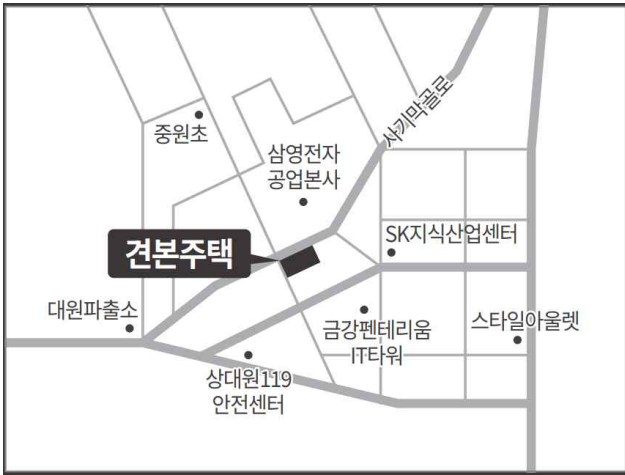 중원초
사기막골로
삼영전자
공업본사
SK지식산업센터
견본주택
대원파출소
금강펜테리움
IT타워
스타일아울렛
상대원119
안전센터